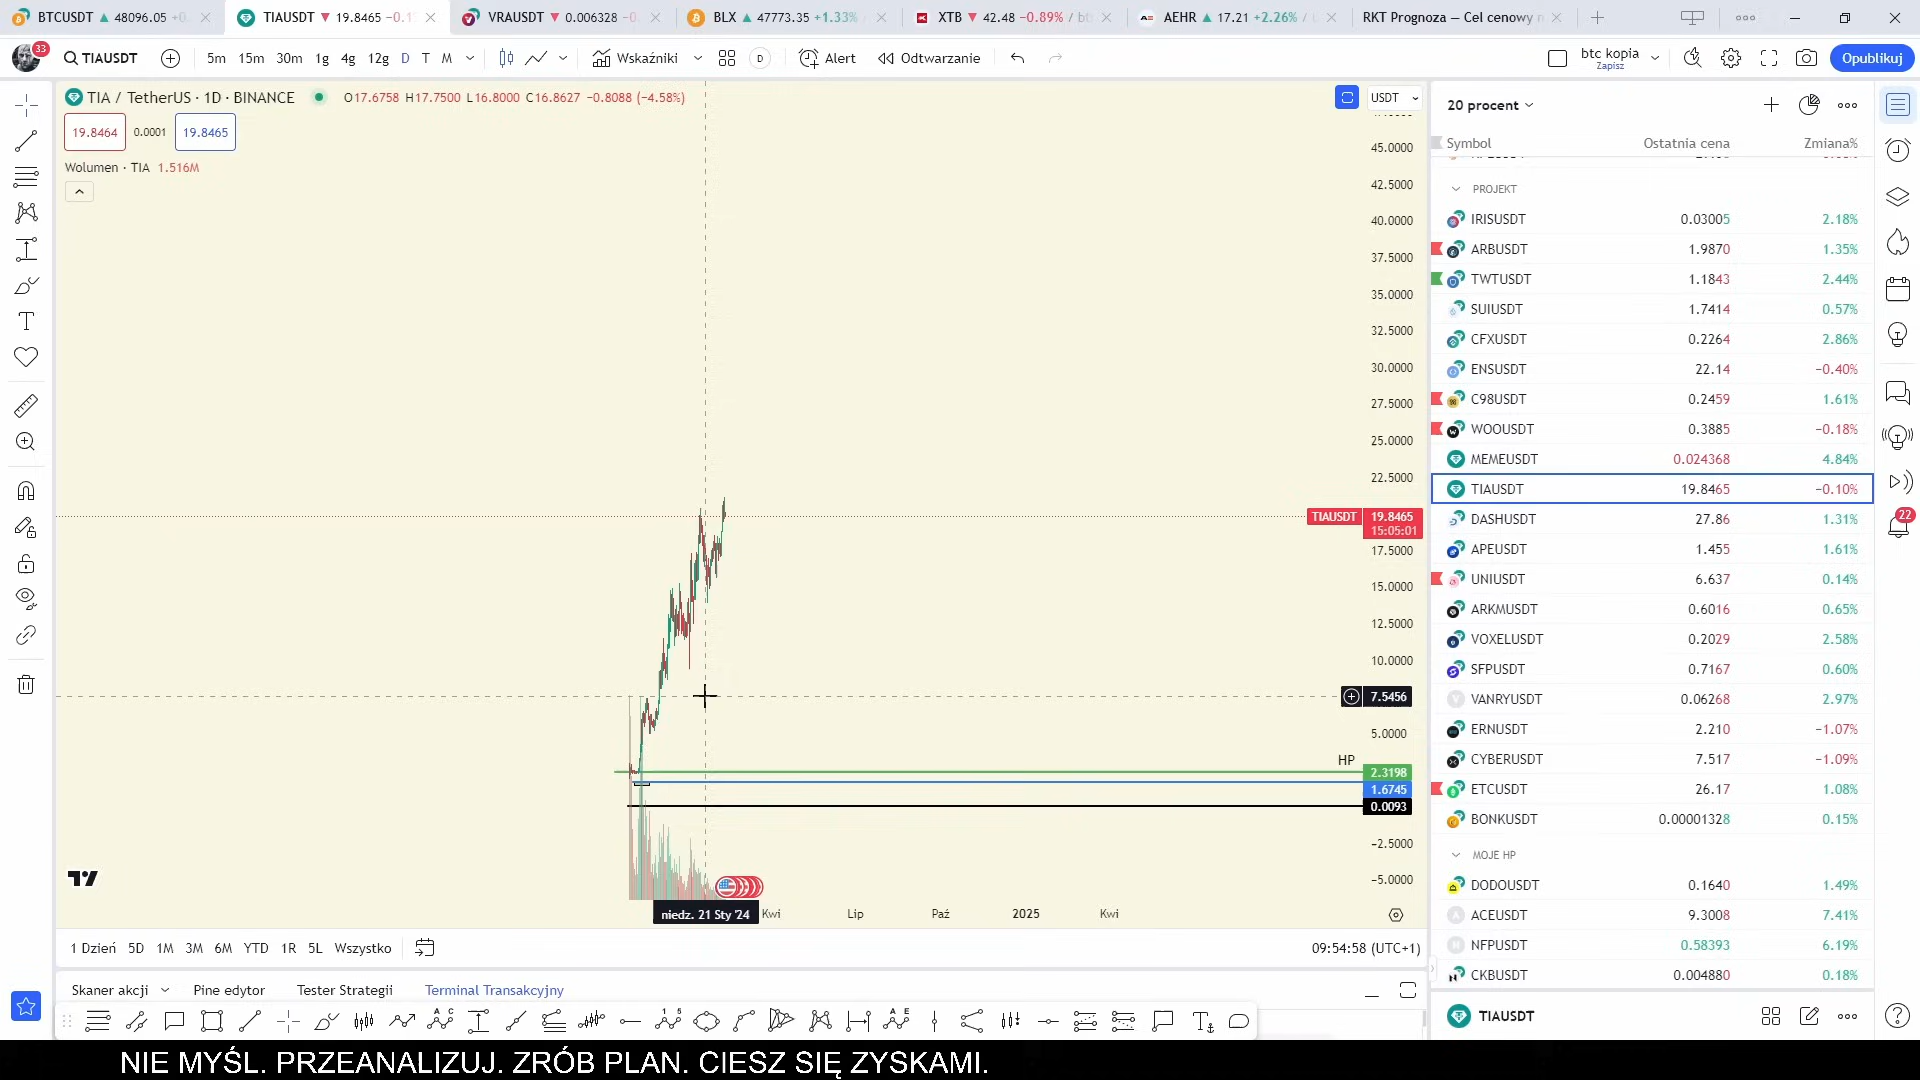 BTCUSDT ▲ 48096.05 +0.
TIAUSDT ▼ 19.8465 −0.1
VRAUSDT ▼ 0.006328 −0.
BLX ▲ 47773.35 +1.33%
XTB ▼ 42.48 −0.89% / b
AEHR ▲ 17.21 +2.26% /
RKT Prognoza — Cel cenowy
33
TIAUSDT
5m 15m 30m 1g 4g 12g D T M
Wskaźniki
D
Alert
Odtwarzanie
btc kopia
Zapisz
Opublikuj
TIA / TetherUS · 1D · BINANCE
O17.6758 H17.7500 L16.8000 C16.8627 −0.8088 (−4.58%)
USDT
19.8464 0.0001 19.8465
Wolumen · TIA 1.516M
45.0000
42.5000
40.0000
37.5000
35.0000
32.5000
30.0000
27.5000
25.0000
22.5000
TIAUSDT 19.8465
15:05:01
17.5000
15.0000
12.5000
10.0000
7.5456
5.0000
HP
2.3198
1.6745
0.0093
−2.5000
−5.0000
niedz. 21 Sty '24
Kwi
Lip
Paź
2025
Kwi
1 Dzień 5D 1M 3M 6M YTD 1R 5L Wszystko
09:54:58 (UTC+1)
Skaner akcji Pine edytor Tester Strategii Terminal Transakcyjny
20 procent
Symbol Ostatnia cena Zmiana%
PROJEKT
IRISUSDT 0.03005 2.18%
ARBUSDT 1.9870 1.35%
TWTUSDT 1.1843 2.44%
SUIUSDT 1.7414 0.57%
CFXUSDT 0.2264 2.86%
ENSUSDT 22.14 −0.40%
C98USDT 0.2459 1.61%
WOOUSDT 0.3885 −0.18%
MEMEUSDT 0.024368 4.84%
TIAUSDT 19.8465 −0.10%
DASHUSDT 27.86 1.31%
APEUSDT 1.455 1.61%
UNIUSDT 6.637 0.14%
ARKMUSDT 0.6016 0.65%
VOXELUSDT 0.2029 2.58%
SFPUSDT 0.7167 0.60%
VANRYUSDT 0.06268 2.97%
ERNUSDT 2.210 −1.07%
CYBERUSDT 7.517 −1.09%
ETCUSDT 26.17 1.08%
BONKUSDT 0.00001328 0.15%
MOJE HP
DODOUSDT 0.1640 1.49%
ACEUSDT 9.3008 7.41%
NFPUSDT 0.58393 6.19%
CKBUSDT 0.004880 0.18%
TIAUSDT
22
NIE MYŚL. PRZEANALIZUJ. ZRÓB PLAN. CIESZ SIĘ ZYSKAMI.